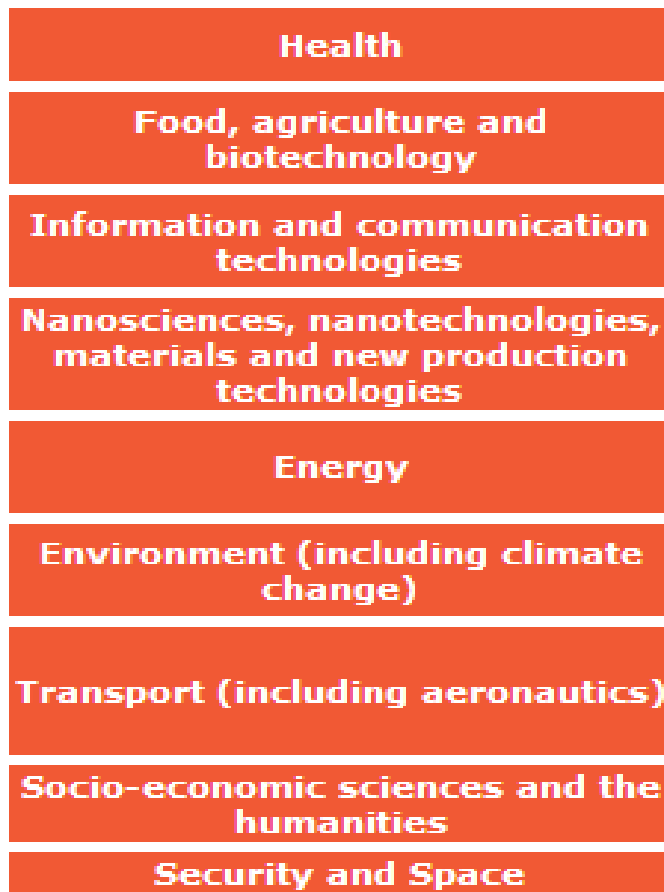 Health
Food, agriculture and
biotechnology
Information and communication
technologies
Nanosciences, nanotechnologies,
materials and new production
technologies
Energy
Environment (including climate
change)
Transport (including aeronautics)
Socio-economic sciences and the
humanities
Security and Space